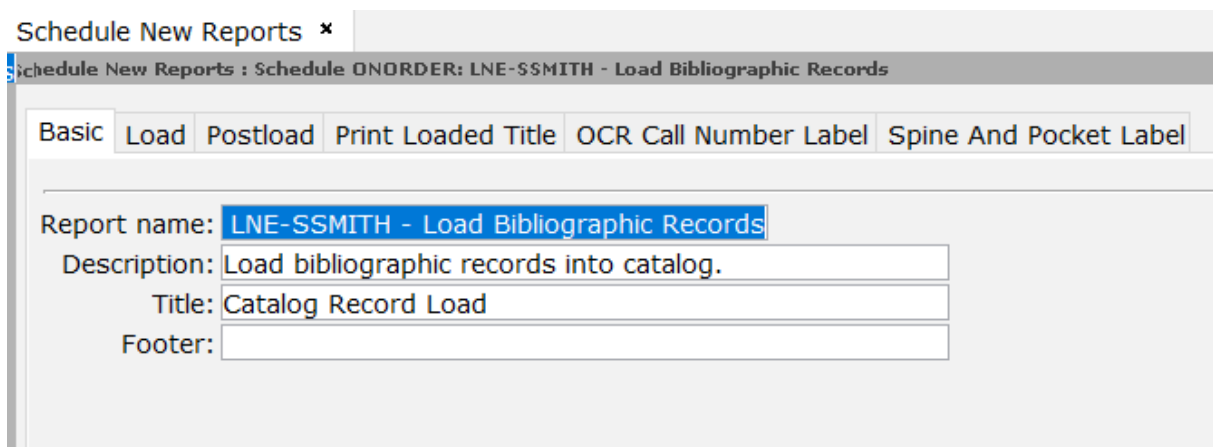 Schedule New Reports ×
Schedule New Reports : Schedule ONORDER: LNE-SSMITH - Load Bibliographic Records
Basic Load Postload Print Loaded Title OCR Call Number Label Spine And Pocket Label
Report name: LNE-SSMITH - Load Bibliographic Records
Description: Load bibliographic records into catalog.
Title: Catalog Record Load
Footer: